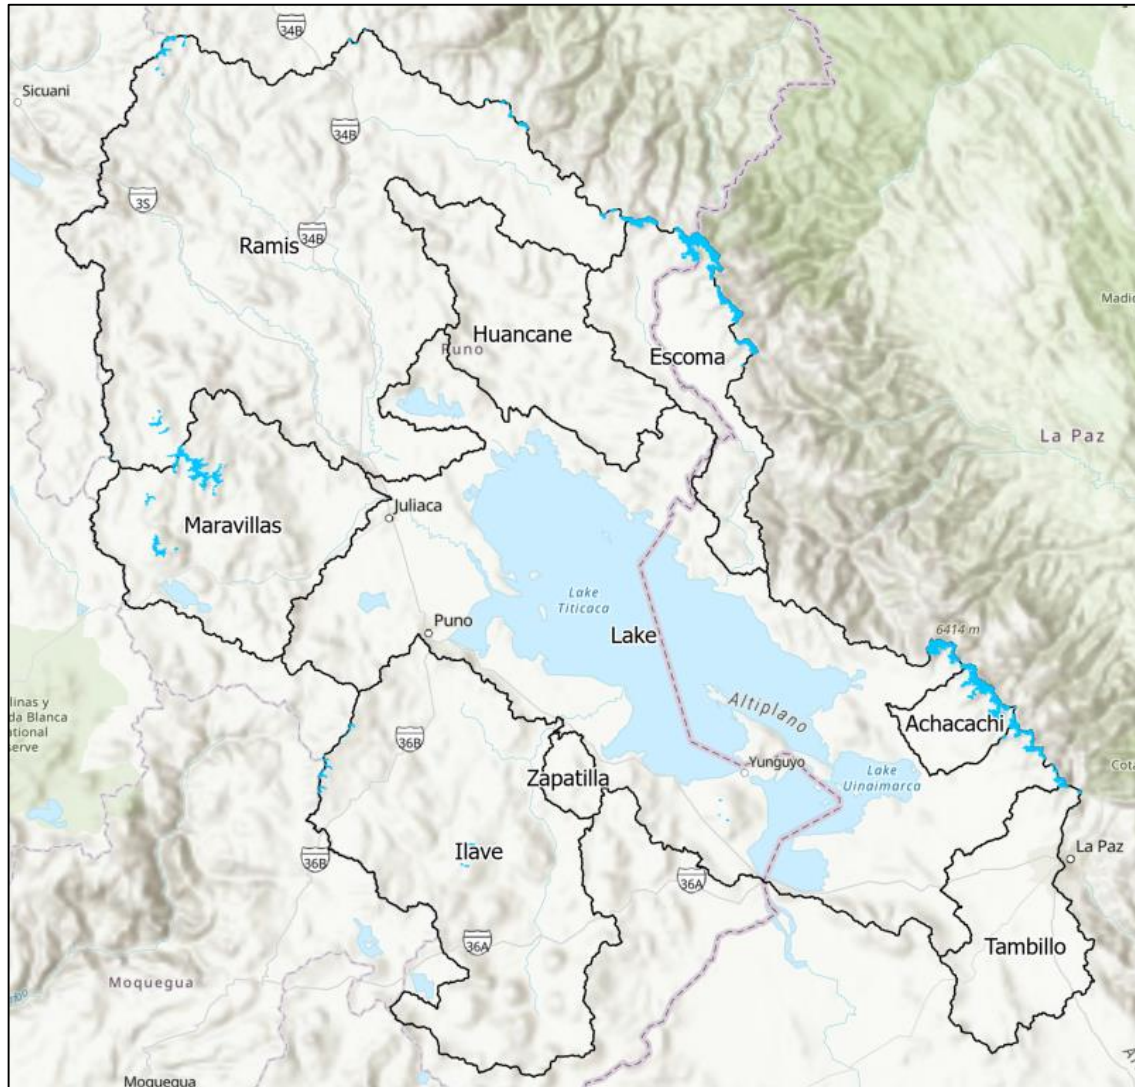 34B
Sicuani
34B
3S
Ramis
34B
Madic
Huancane
Puno
Escoma
La Paz
Maravillas
Juliaca
Lake
Titicaca
Puno
Lake
6414 m
linas y
da Blanca
ational
serve
Altiplano
Achacachi
36B
Yunguyo
Lake
Uinaimarca
Cota
Zapatilla
Ilave
36B
La Paz
36A
36A
Tambillo
Moquegua
Moquegua